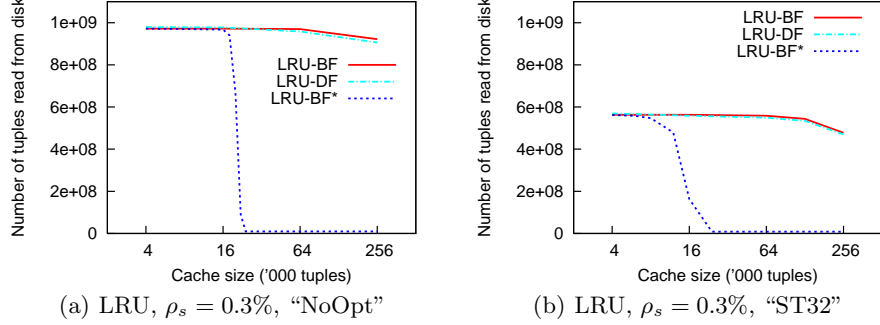 Number of tuples read from disk
1e+09
8e+08
6e+08
4e+08
2e+08
0
4
16
64
256
Cache size ('000 tuples)
LRU-BF
LRU-DF
LRU-BF*
(a) LRU, ρs = 0.3%, “NoOpt”
Number of tuples read from disk
1e+09
8e+08
6e+08
4e+08
2e+08
0
4
16
64
256
Cache size ('000 tuples)
LRU-BF
LRU-DF
LRU-BF*
(b) LRU, ρs = 0.3%, “ST32”